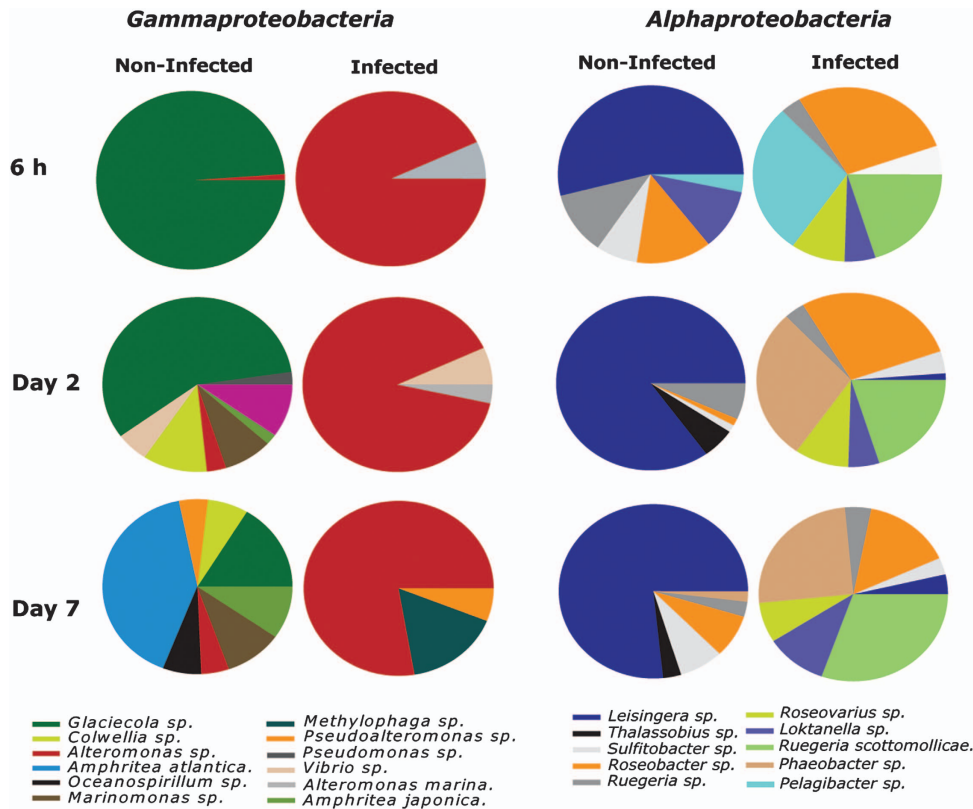 Gammaproteobacteria
Alphaproteobacteria
Non-Infected
Infected
Non-Infected
Infected
6 h
Day 2
Day 7
Glaciecola sp.
Colwellia sp.
Alteromonas sp.
Amphritea atlantica.
Oceanospirillum sp.
Marinomonas sp.
Methylophaga sp.
Pseudoalteromonas sp.
Pseudomonas sp.
Vibrio sp.
Alteromonas marina.
Amphritea japonica.
Leisingera sp.
Thalassobius sp.
Sulfitobacter sp.
Roseobacter sp.
Ruegeria sp.
Roseovarius sp.
Loktanella sp.
Ruegeria scottomollicae.
Phaeobacter sp.
Pelagibacter sp.